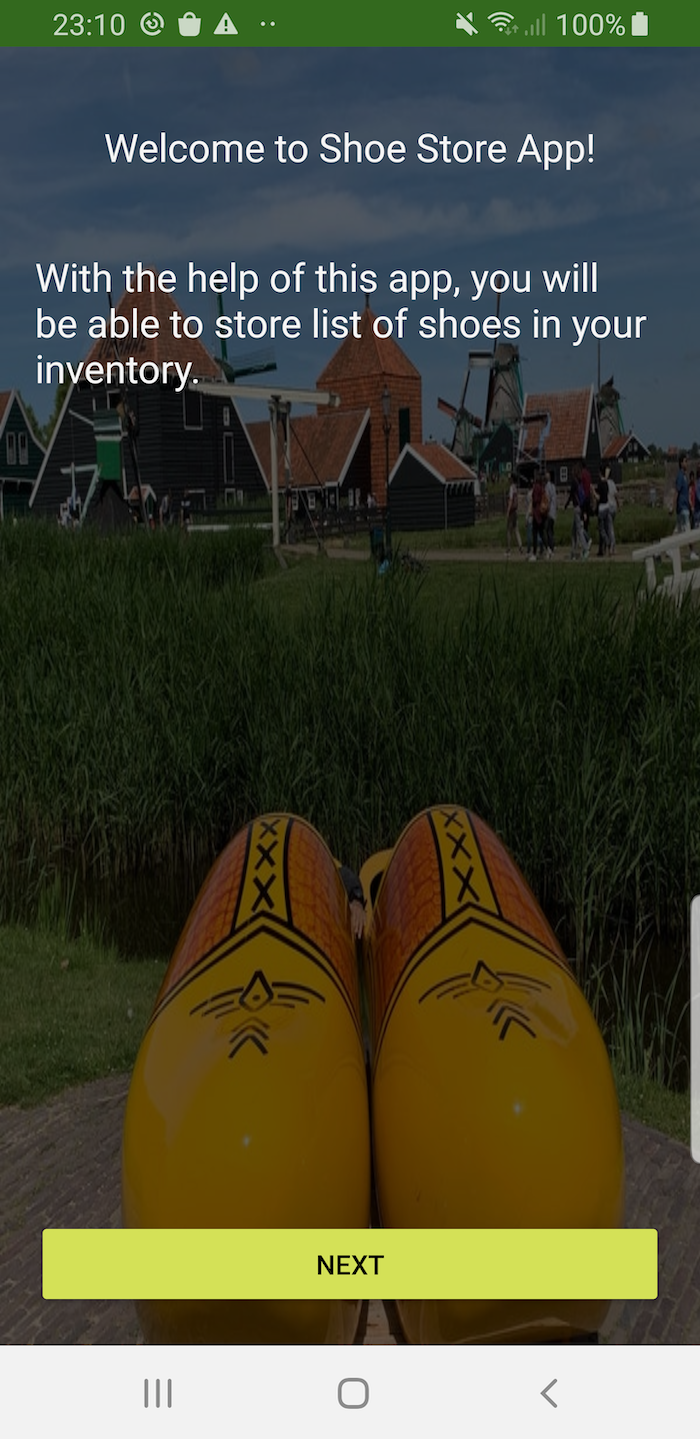 23:10
100%
Welcome to Shoe Store App!
With the help of this app, you will
be able to store list of shoes in your
inventory.
NEXT